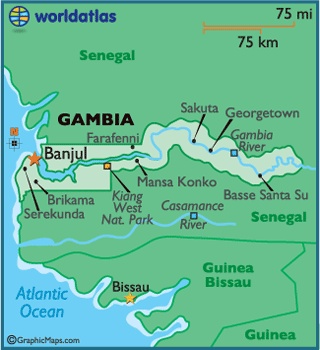 worldatlas
75 mi
75 km
Senegal
GAMBIA
Sakuta
Georgetown
Farafenni
Gambia
River
Banjul
Mansa Konko
Basse Santa Su
Brikama
Kiang
West
Nat. Park
Serekunda
Casamance
River
Senegal
Guinea
Bissau
Bissau
Atlantic
Ocean
Guinea
©GraphicMaps.com